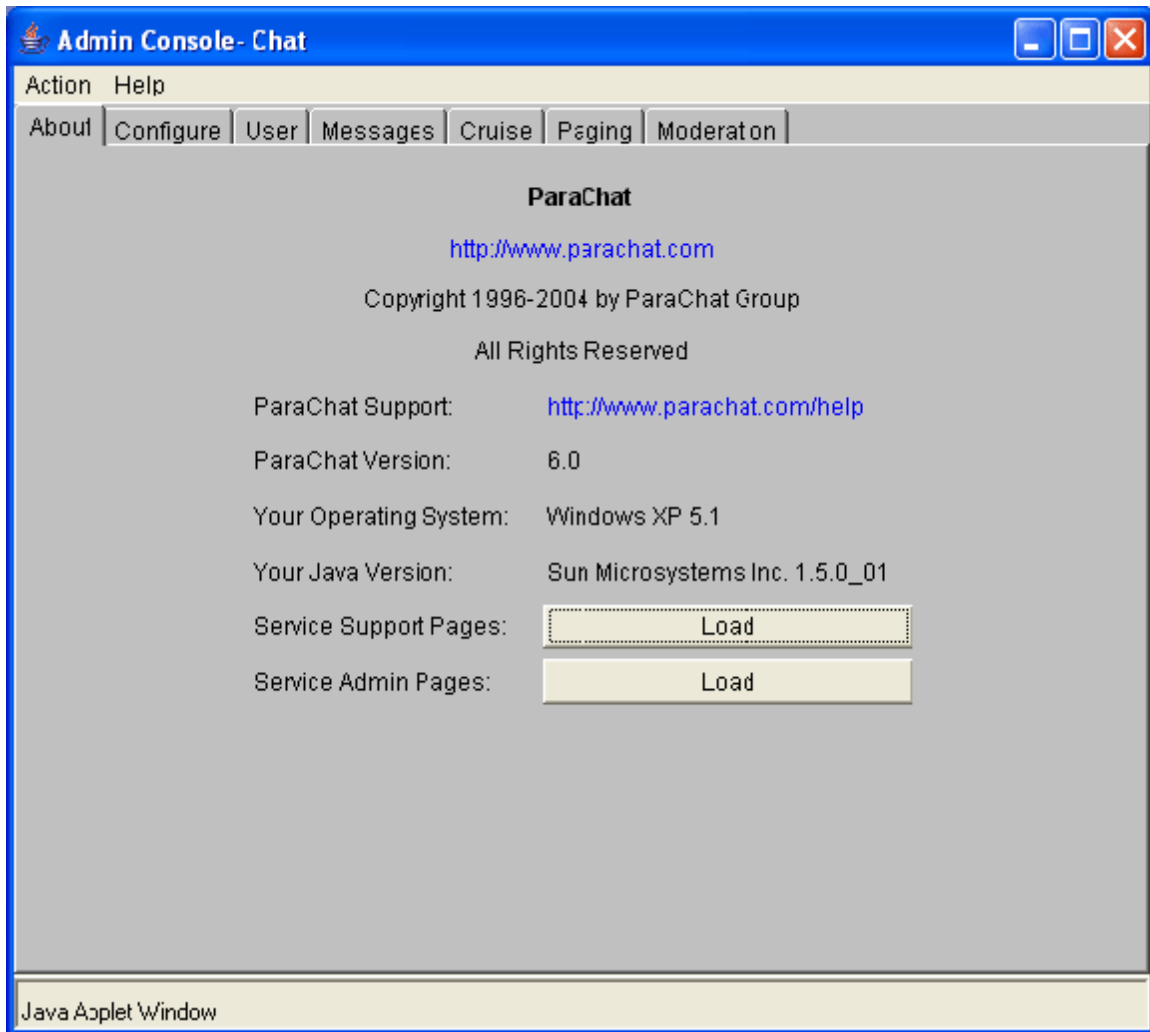 Admin Console- Chat
Action Help
About Configure User Messages Cruise Paging Moderation
ParaChat
http://www.parachat.com
Copyright 1996-2004 by ParaChat Group
All Rights Reserved
ParaChat Support: http://www.parachat.com/help
ParaChat Version: 6.0
Your Operating System: Windows XP 5.1
Your Java Version: Sun Microsystems Inc. 1.5.0_01
Service Support Pages: Load
Service Admin Pages: Load
Java Applet Window